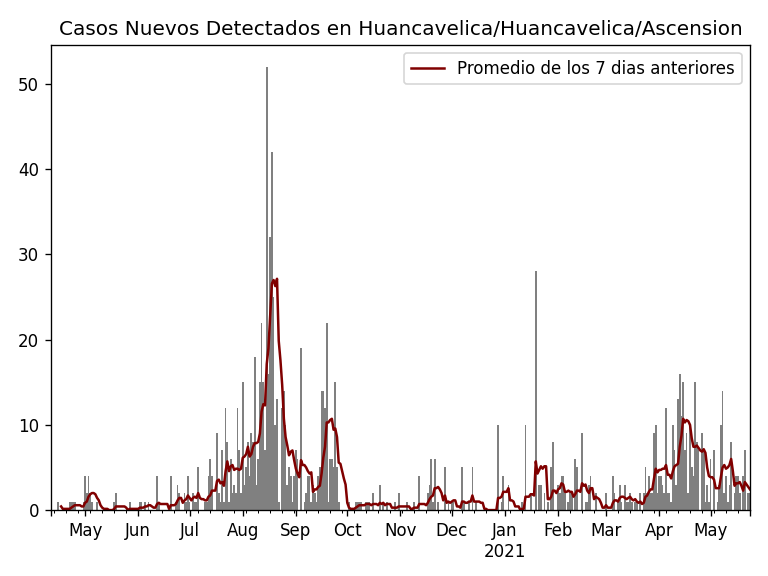 Casos Nuevos Detectados en Huancavelica/Huancavelica/Ascension
Promedio de los 7 dias anteriores
50
40
30
20
10
0
May Jun Jul Aug Sep Oct Nov Dec Jan Feb Mar Apr May
2021